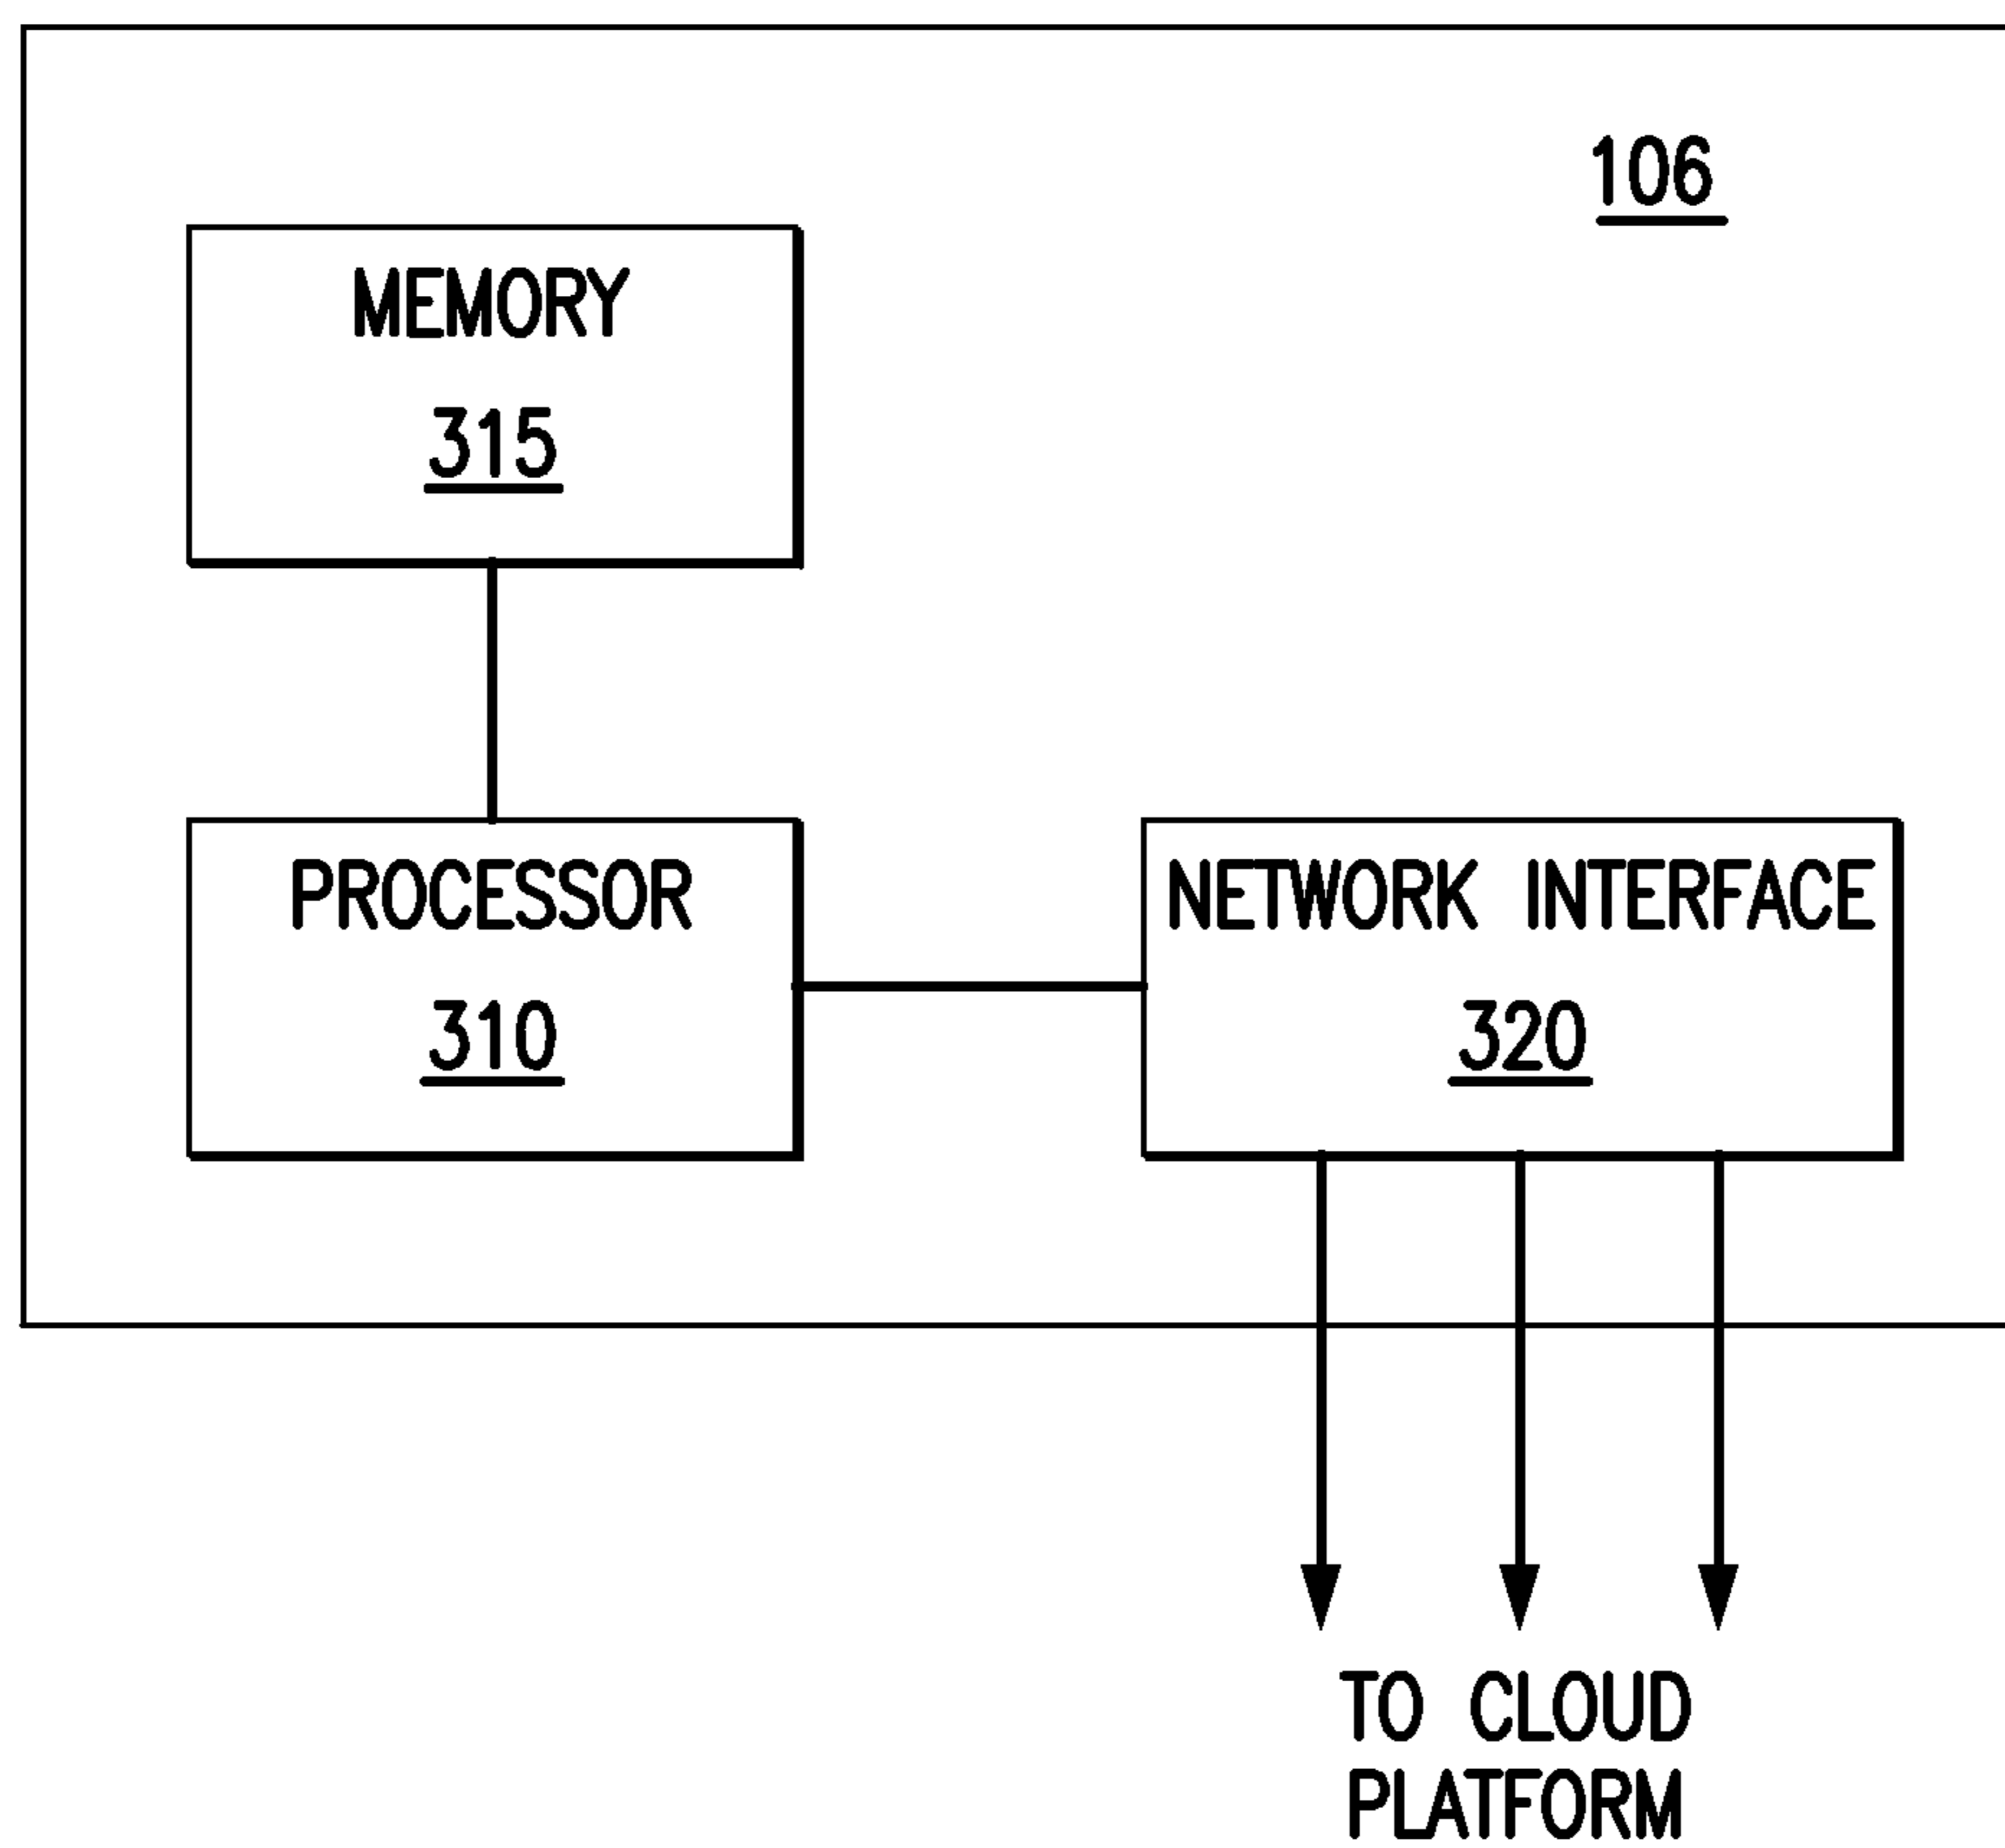 106
MEMORY
315
PROCESSOR
310
NETWORK INTERFACE
320
TO CLOUD
PLATFORM